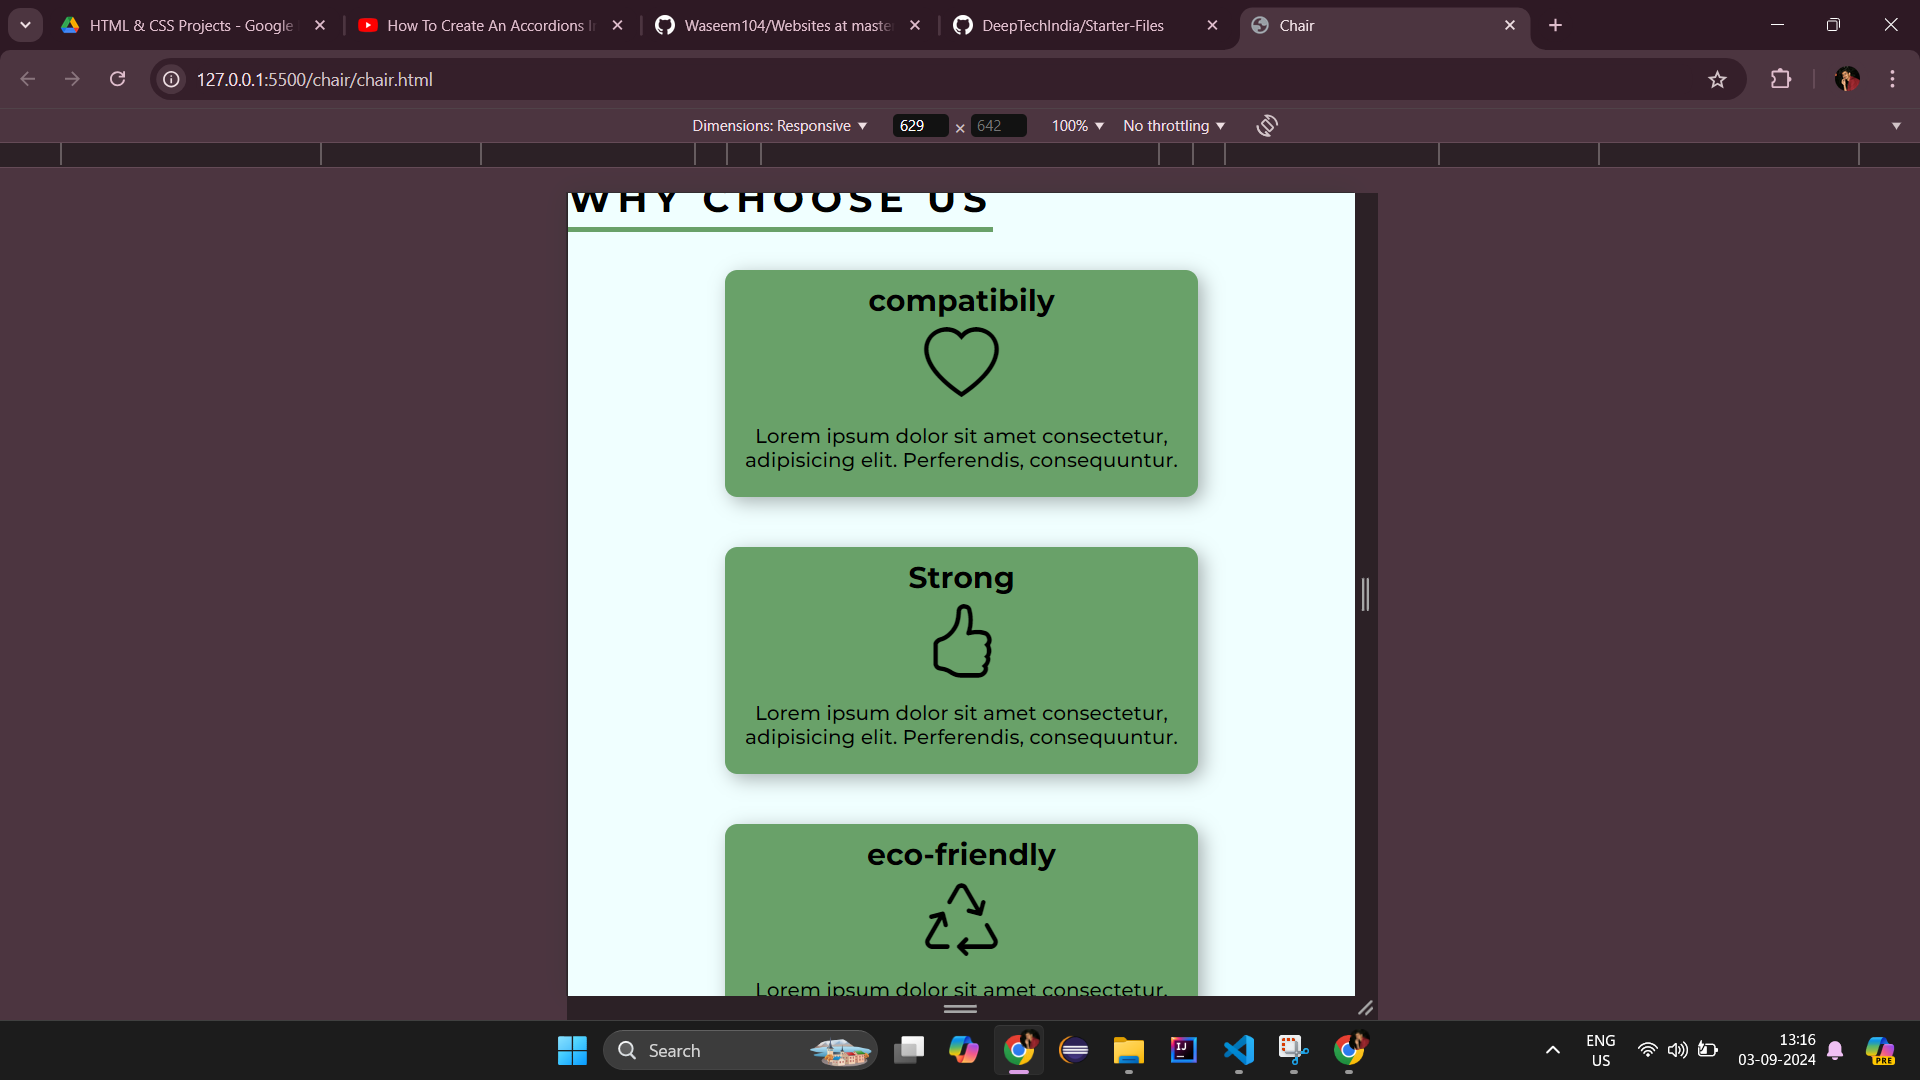 HTML & CSS Projects - Google
How To Create An Accordions I
Waseem104/Websites at maste
DeepTechIndia/Starter-Files
Chair
127.0.0.1:5500/chair/chair.html
Dimensions: Responsive
629
×
642
100%
No throttling
WHY CHOOSE US
compatibily
Lorem ipsum dolor sit amet consectetur,
adipisicing elit. Perferendis, consequuntur.
Strong
Lorem ipsum dolor sit amet consectetur,
adipisicing elit. Perferendis, consequuntur.
eco-friendly
Lorem ipsum dolor sit amet consectetur,
Search
IJ
PRE
ENG
US
13:16
03-09-2024